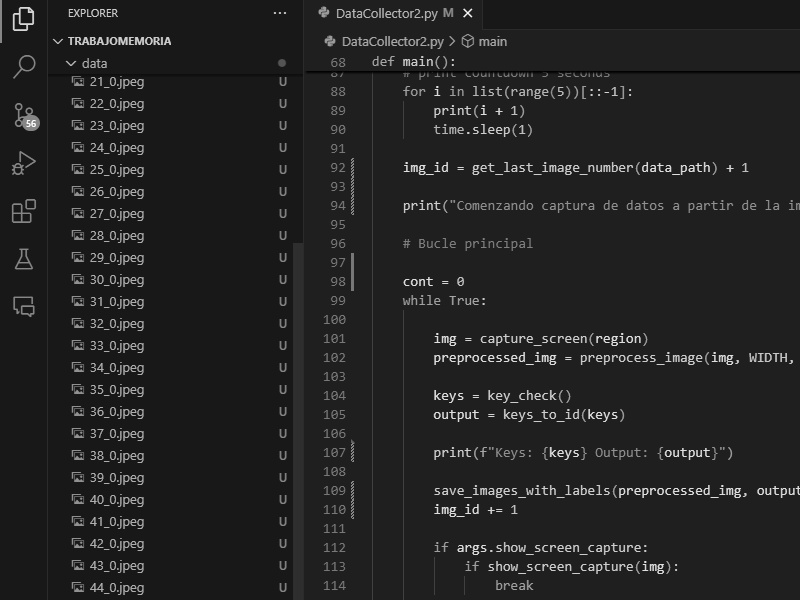 EXPLORER
TRABAJOMEMORIA
data
21_0.jpeg U
22_0.jpeg U
23_0.jpeg U
24_0.jpeg U
25_0.jpeg U
26_0.jpeg U
27_0.jpeg U
28_0.jpeg U
29_0.jpeg U
30_0.jpeg U
31_0.jpeg U
32_0.jpeg U
33_0.jpeg U
34_0.jpeg U
35_0.jpeg U
36_0.jpeg U
37_0.jpeg U
38_0.jpeg U
39_0.jpeg U
40_0.jpeg U
41_0.jpeg U
42_0.jpeg U
43_0.jpeg U
44_0.jpeg U
56
DataCollector2.py M
DataCollector2.py > main
68 def main():
87 # print countdown 5 seconds
88 for i in list(range(5))[::-1]:
89 print(i + 1)
90 time.sleep(1)
91
92 img_id = get_last_image_number(data_path) + 1
93
94 print("Comenzando captura de datos a partir de la im
95
96 # Bucle principal
97
98 cont = 0
99 while True:
100
101 img = capture_screen(region)
102 preprocessed_img = preprocess_image(img, WIDTH,
103
104 keys = key_check()
105 output = keys_to_id(keys)
106
107 print(f"Keys: {keys} Output: {output}")
108
109 save_images_with_labels(preprocessed_img, output
110 img_id += 1
111
112 if args.show_screen_capture:
113 if show_screen_capture(img):
114 break